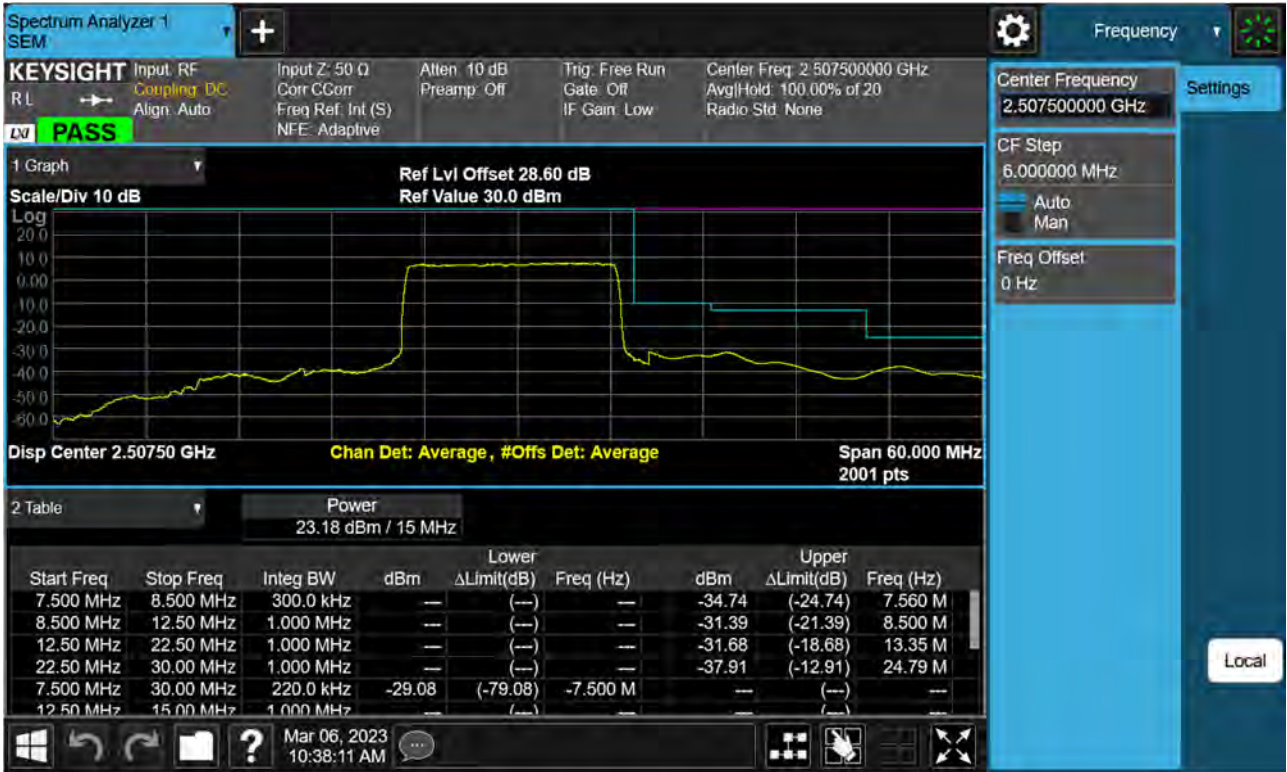 Spectrum Analyzer 1
SEM
Frequency
KEYSIGHT
R L
LXI
PASS
Input: RF
Coupling: DC
Align: Auto
Input Z: 50 Ω
Corr CCorr
Freq Ref: Int (S)
NFE: Adaptive
Atten: 10 dB
Preamp: Off
Trig: Free Run
Gate: Off
IF Gain: Low
Center Freq: 2.507500000 GHz
Avg|Hold: 100.00% of 20
Radio Std: None
Center Frequency
2.507500000 GHz
Settings
CF Step
6.000000 MHz
Auto
Man
Freq Offset
0 Hz
Local
1 Graph
Scale/Div 10 dB
Ref Lvl Offset 28.60 dB
Ref Value 30.0 dBm
Log
20.0
10.0
0.00
-10.0
-20.0
-30.0
-40.0
-50.0
-60.0
Disp Center 2.50750 GHz
Chan Det: Average, #Offs Det: Average
Span 60.000 MHz
2001 pts
2 Table
Power
23.18 dBm / 15 MHz
Lower Upper
Start Freq Stop Freq Integ BW dBm ΔLimit(dB) Freq (Hz) dBm ΔLimit(dB) Freq (Hz)
7.500 MHz 8.500 MHz 300.0 kHz --- (---) --- -34.74 (-24.74) 7.560 M
8.500 MHz 12.50 MHz 1.000 MHz --- (---) --- -31.39 (-21.39) 8.500 M
12.50 MHz 22.50 MHz 1.000 MHz --- (---) --- -31.68 (-18.68) 13.35 M
22.50 MHz 30.00 MHz 1.000 MHz --- (---) --- -37.91 (-12.91) 24.79 M
7.500 MHz 30.00 MHz 220.0 kHz -29.08 (-79.08) -7.500 M --- (---) ---
12.50 MHz 15.00 MHz 1.000 MHz --- (---) --- --- (---) ---
?
Mar 06, 2023
10:38:11 AM